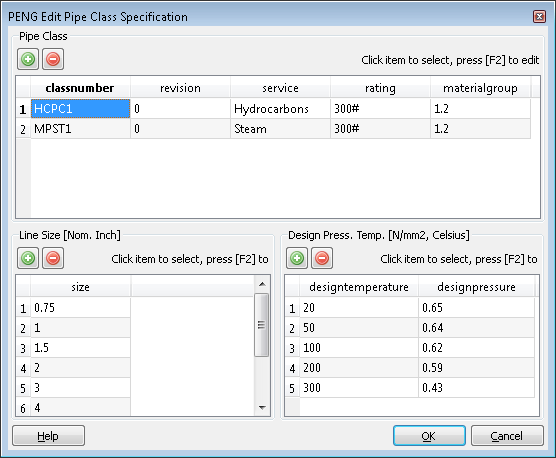 PENG Edit Pipe Class Specification
Pipe Class
Click item to select, press [F2] to edit
classnumber revision service rating materialgroup
1 HCPC1 0 Hydrocarbons 300# 1.2
2 MPST1 0 Steam 300# 1.2
Line Size [Nom. Inch]
Click item to select, press [F2] to
size
1 0.75
2 1
3 1.5
4 2
5 3
6 4
Design Press. Temp. [N/mm2, Celsius]
Click item to select, press [F2] to
designtemperature designpressure
1 20 0.65
2 50 0.64
3 100 0.62
4 200 0.59
5 300 0.43
Help OK Cancel